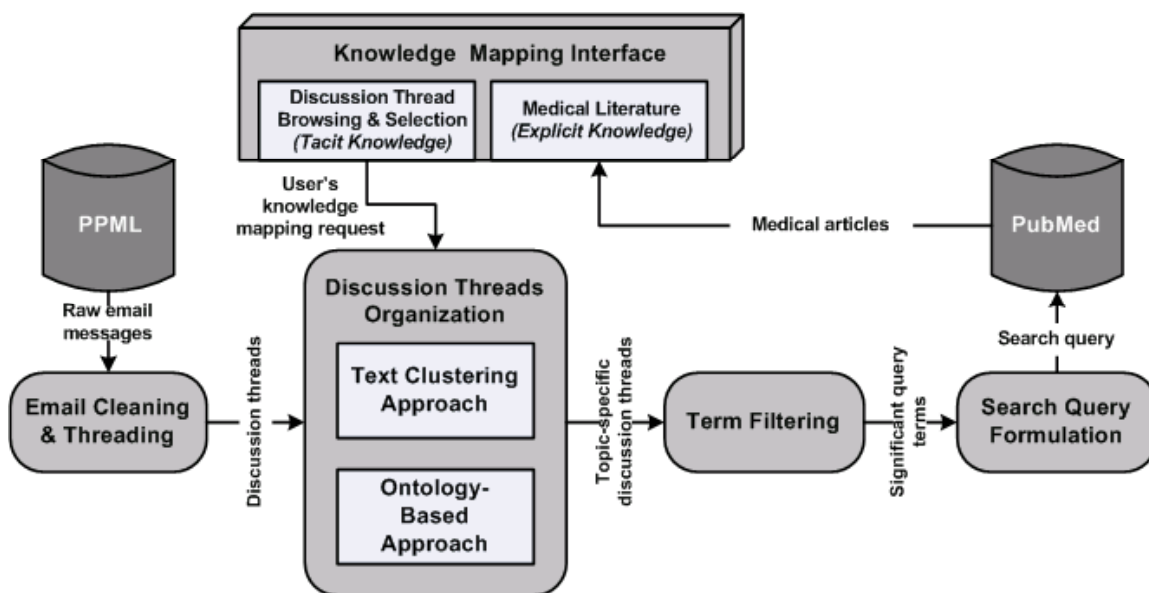 Knowledge Mapping Interface
Discussion Thread
Browsing & Selection
(Tacit Knowledge)
Medical Literature
(Explicit Knowledge)
PPML
User's
knowledge
mapping request
Medical articles
PubMed
Raw email
messages
Discussion Threads
Organization
Search query
Email Cleaning
& Threading
Discussion threads
Text Clustering
Approach
Ontology-
Based
Approach
Topic-specific
discussion threads
Term Filtering
Significant query
terms
Search Query
Formulation